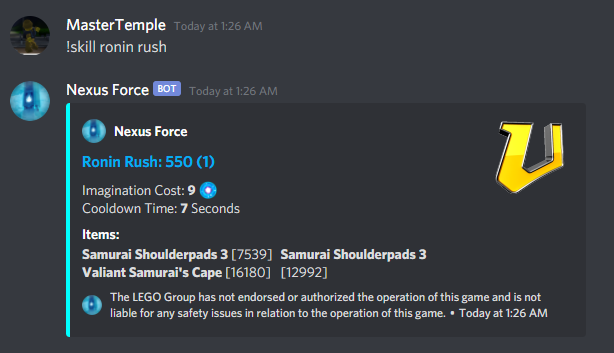 MasterTemple Today at 1:26 AM
!skill ronin rush
Nexus Force BOT Today at 1:26 AM
Nexus Force
Ronin Rush: 550 (1)
Imagination Cost: 9
Cooldown Time: 7 Seconds
Items:
Samurai Shoulderpads 3 [7539] Samurai Shoulderpads 3
Valiant Samurai's Cape [16180] [12992]
The LEGO Group has not endorsed or authorized the operation of this game and is not
liable for any safety issues in relation to the operation of this game. • Today at 1:26 AM
U